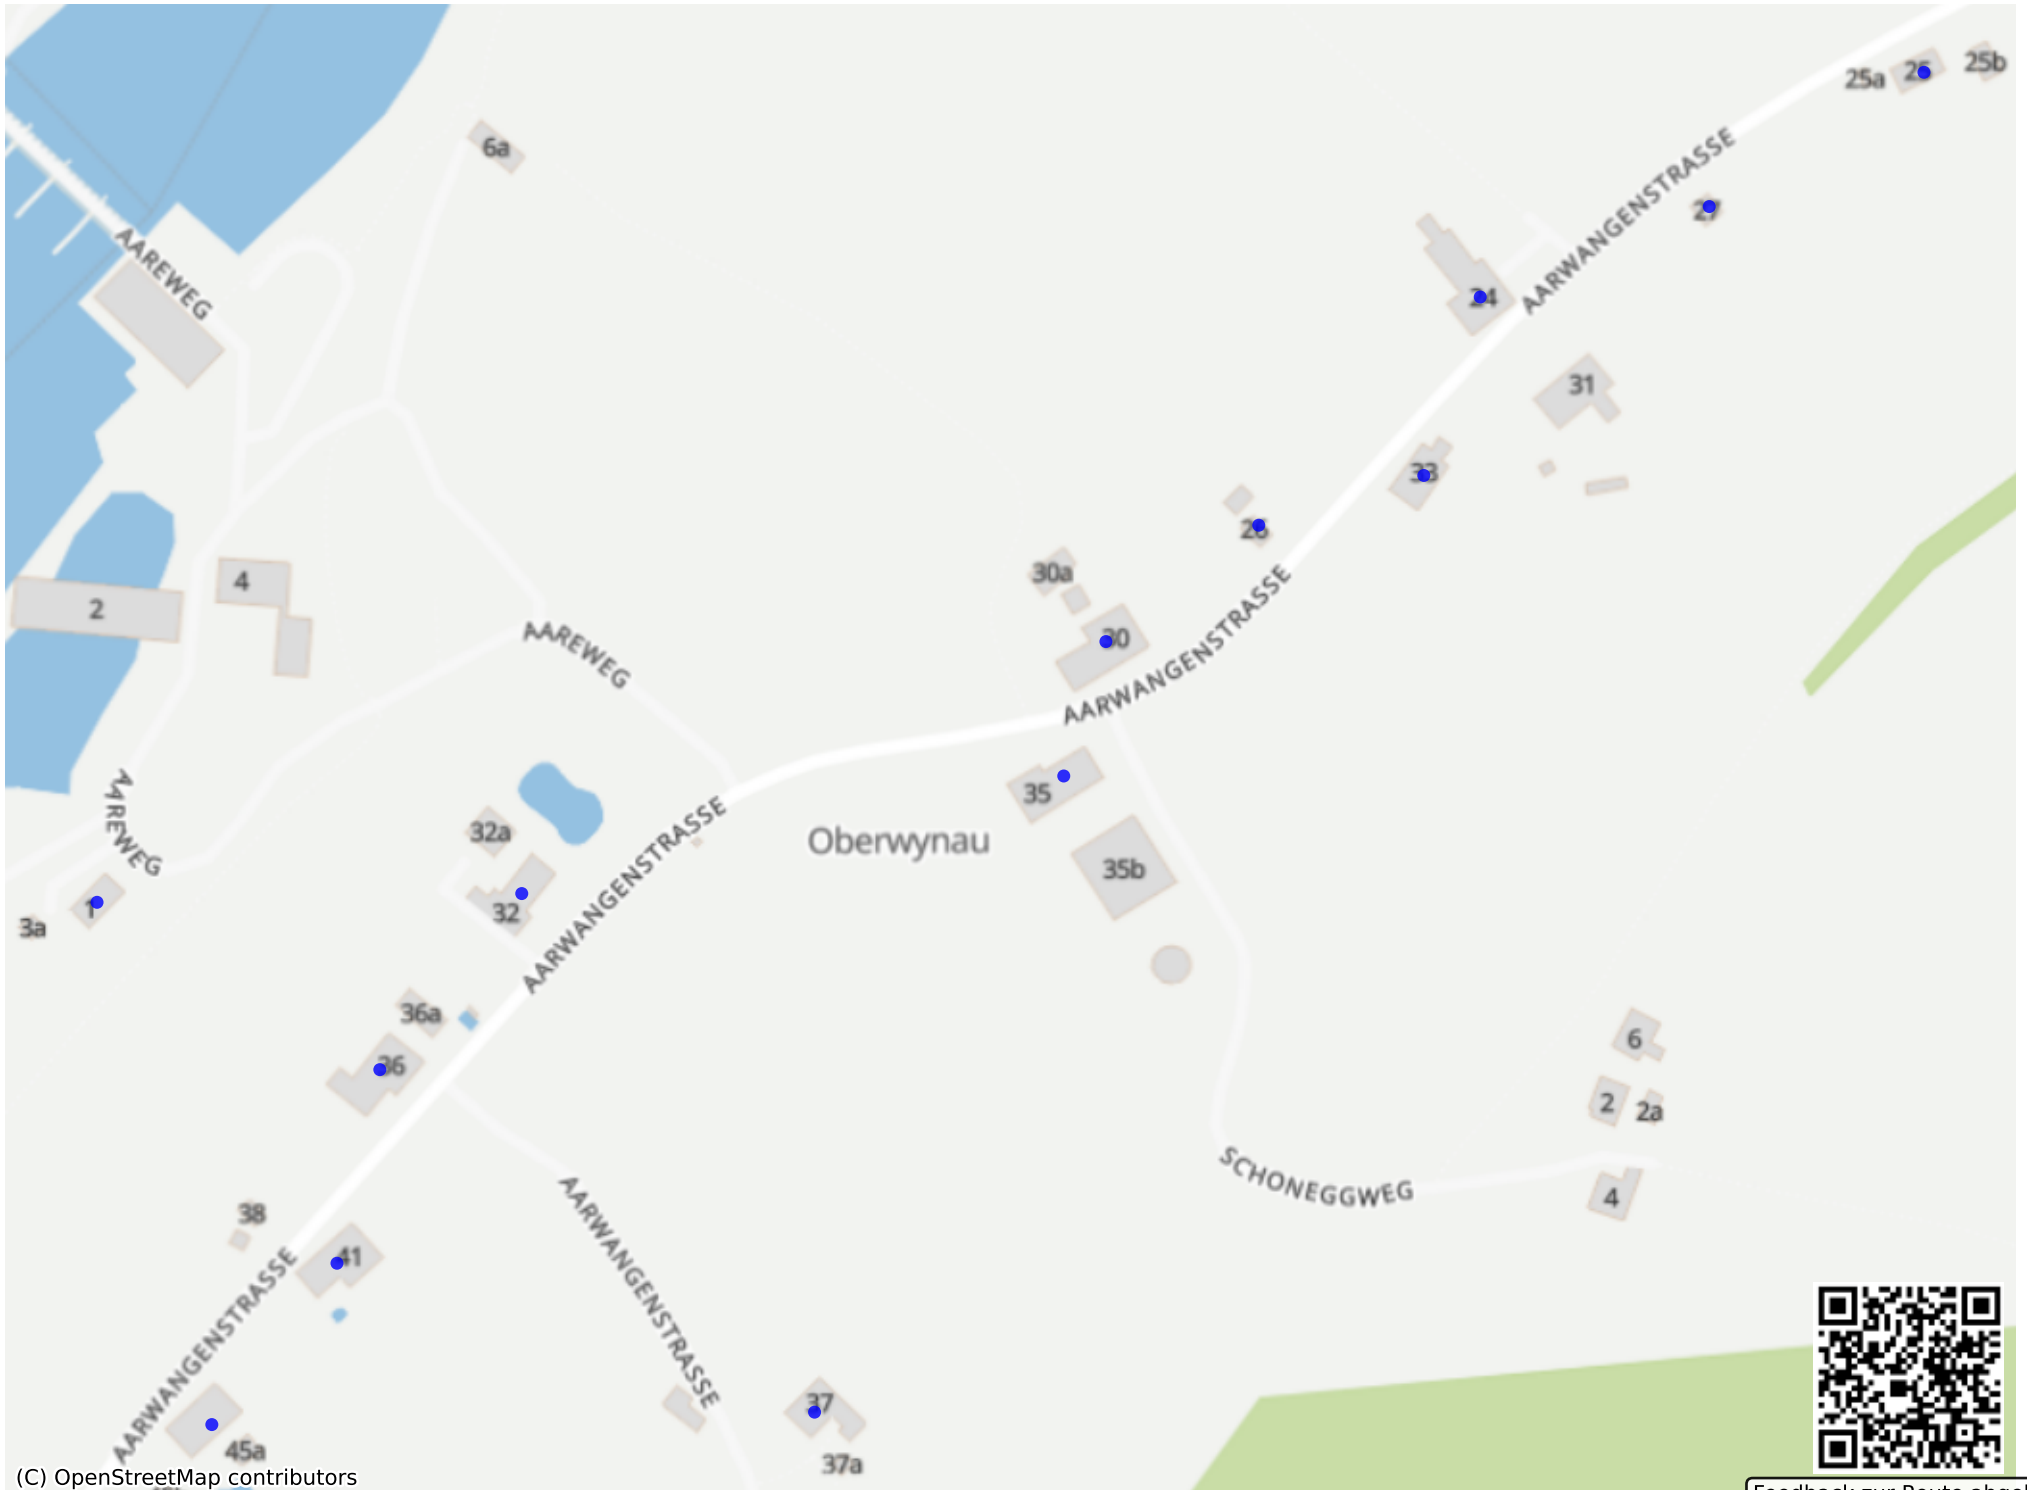 25b
25
25a
AARWANGENSTRASSE
6a
27
AAREWEG
24
31
33
26
30a
4
2
30
AAREWEG
AARWANGENSTRASSE
35
AAREWEG
32a
AARWANGENSTRASSE
Oberwynau
35b
1
32
3a
36a
6
36
2
2a
SCHONEGGWEG
4
38
41
AARWANGENSTRASSE
AARWANGENSTRASSE
37
45a
37a
(C) OpenStreetMap contributors